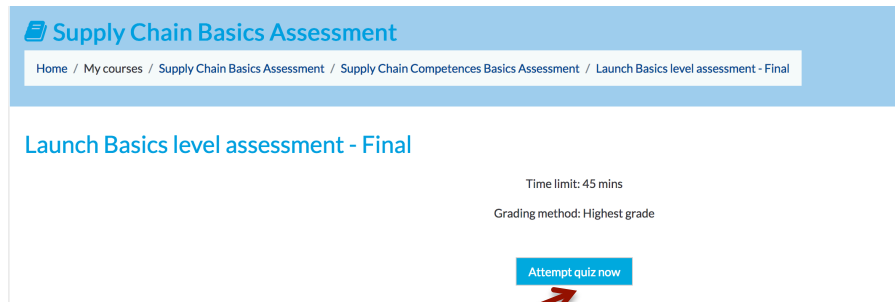 Supply Chain Basics Assessment
Home / My courses / Supply Chain Basics Assessment / Supply Chain Competences Basics Assessment / Launch Basics level assessment - Final
Launch Basics level assessment - Final
Time limit: 45 mins
Grading method: Highest grade
Attempt quiz now